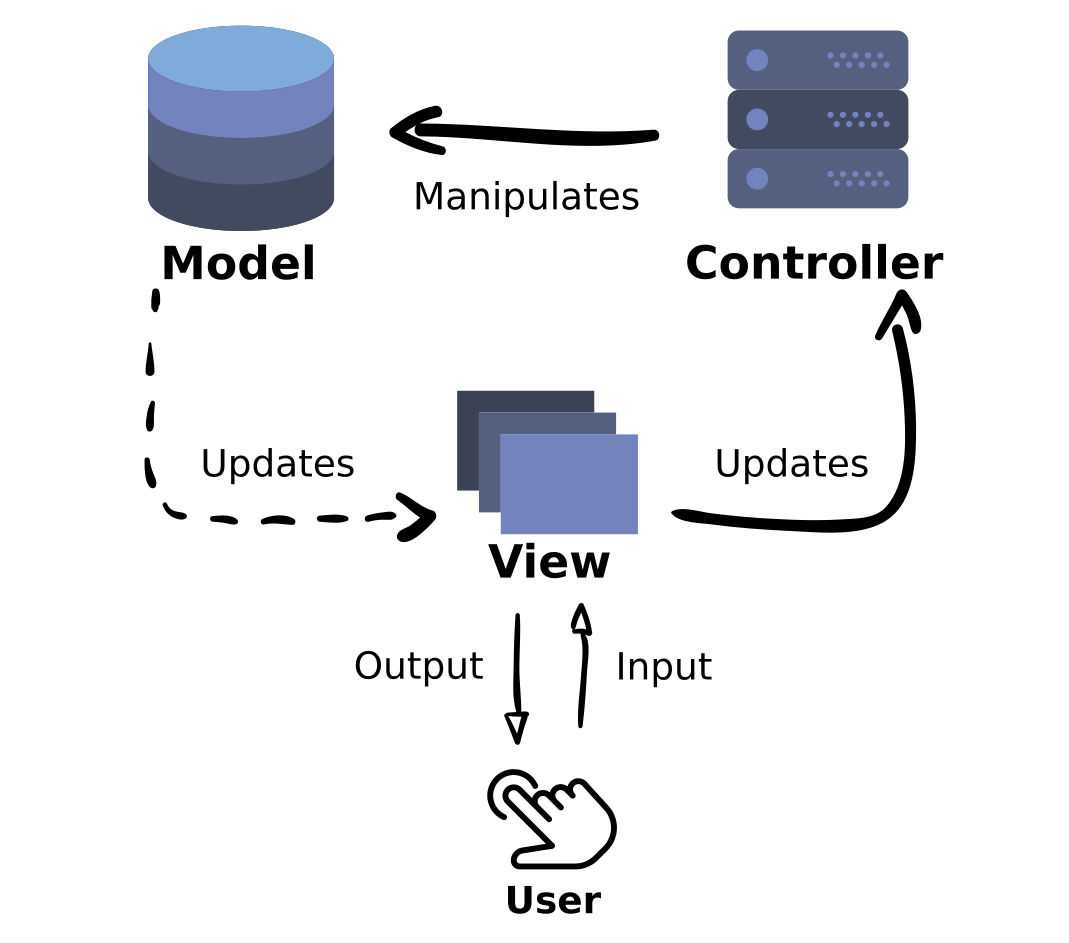 Manipulates
Model
Controller
Updates
Updates
View
Output
Input
User